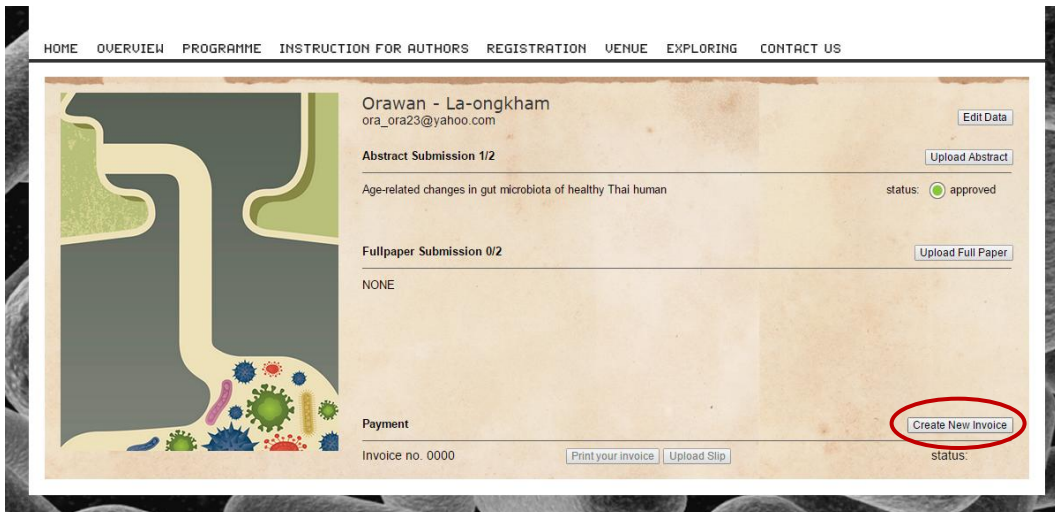 HOME OVERVIEW PROGRAMME INSTRUCTION FOR AUTHORS REGISTRATION VENUE EXPLORING CONTACT US
Orawan - La-ongkham
ora_ora23@yahoo.com
Edit Data
Abstract Submission 1/2
Upload Abstract
Age-related changes in gut microbiota of healthy Thai human
status: approved
Fullpaper Submission 0/2
Upload Full Paper
NONE
Payment
Create New Invoice
Invoice no. 0000
Print your invoice
Upload Slip
status: